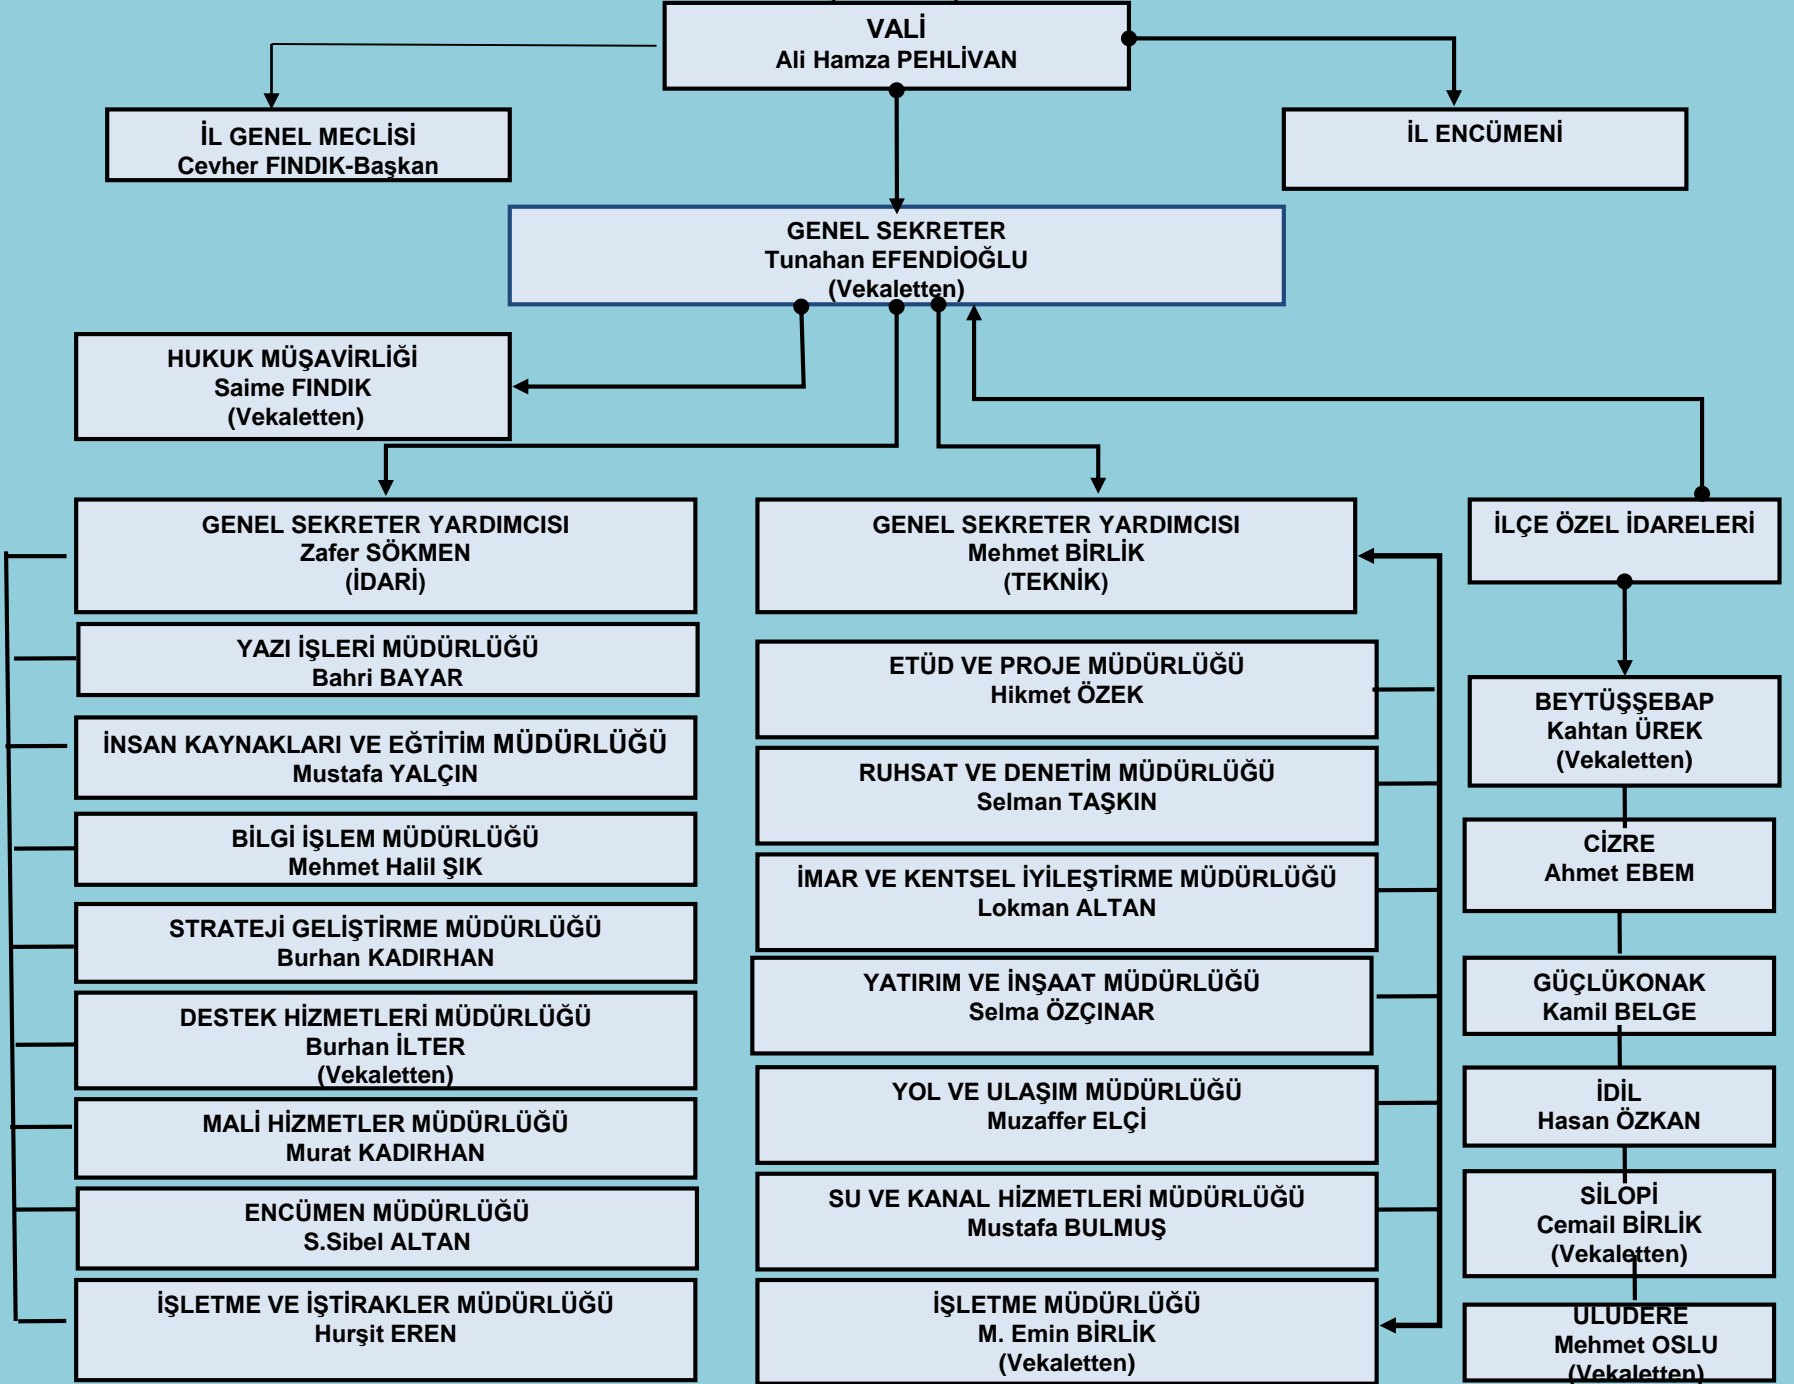 VALİ
Ali Hamza PEHLİVAN
İL GENEL MECLİSİ
Cevher FINDIK-Başkan
İL ENCÜMENİ
GENEL SEKRETER
Tunahan EFENDİOĞLU
(Vekaletten)
HUKUK MÜŞAVİRLİĞİ
Saime FINDIK
(Vekaletten)
GENEL SEKRETER YARDIMCISI
Zafer SÖKMEN
(İDARİ)
YAZI İŞLERİ MÜDÜRLÜĞÜ
Bahri BAYAR
İNSAN KAYNAKLARI VE EĞTİTİM MÜDÜRLÜĞÜ
Mustafa YALÇIN
BİLGİ İŞLEM MÜDÜRLÜĞÜ
Mehmet Halil ŞIK
STRATEJİ GELİŞTİRME MÜDÜRLÜĞÜ
Burhan KADIRHAN
DESTEK HİZMETLERİ MÜDÜRLÜĞÜ
Burhan İLTER
(Vekaletten)
MALİ HİZMETLER MÜDÜRLÜĞÜ
Murat KADIRHAN
ENCÜMEN MÜDÜRLÜĞÜ
S.Sibel ALTAN
İŞLETME VE İŞTİRAKLER MÜDÜRLÜĞÜ
Hurşit EREN
GENEL SEKRETER YARDIMCISI
Mehmet BİRLİK
(TEKNİK)
ETÜD VE PROJE MÜDÜRLÜĞÜ
Hikmet ÖZEK
RUHSAT VE DENETİM MÜDÜRLÜĞÜ
Selman TAŞKIN
İMAR VE KENTSEL İYİLEŞTİRME MÜDÜRLÜĞÜ
Lokman ALTAN
YATIRIM VE İNŞAAT MÜDÜRLÜĞÜ
Selma ÖZÇINAR
YOL VE ULAŞIM MÜDÜRLÜĞÜ
Muzaffer ELÇİ
SU VE KANAL HİZMETLERİ MÜDÜRLÜĞÜ
Mustafa BULMUŞ
İŞLETME MÜDÜRLÜĞÜ
M. Emin BİRLİK
(Vekaletten)
İLÇE ÖZEL İDARELERİ
BEYTÜŞŞEBAP
Kahtan ÜREK
(Vekaletten)
CİZRE
Ahmet EBEM
GÜÇLÜKONAK
Kamil BELGE
İDİL
Hasan ÖZKAN
SİLOPİ
Cemail BİRLİK
(Vekaletten)
ULUDERE
Mehmet OSLU
(Vekaletten)